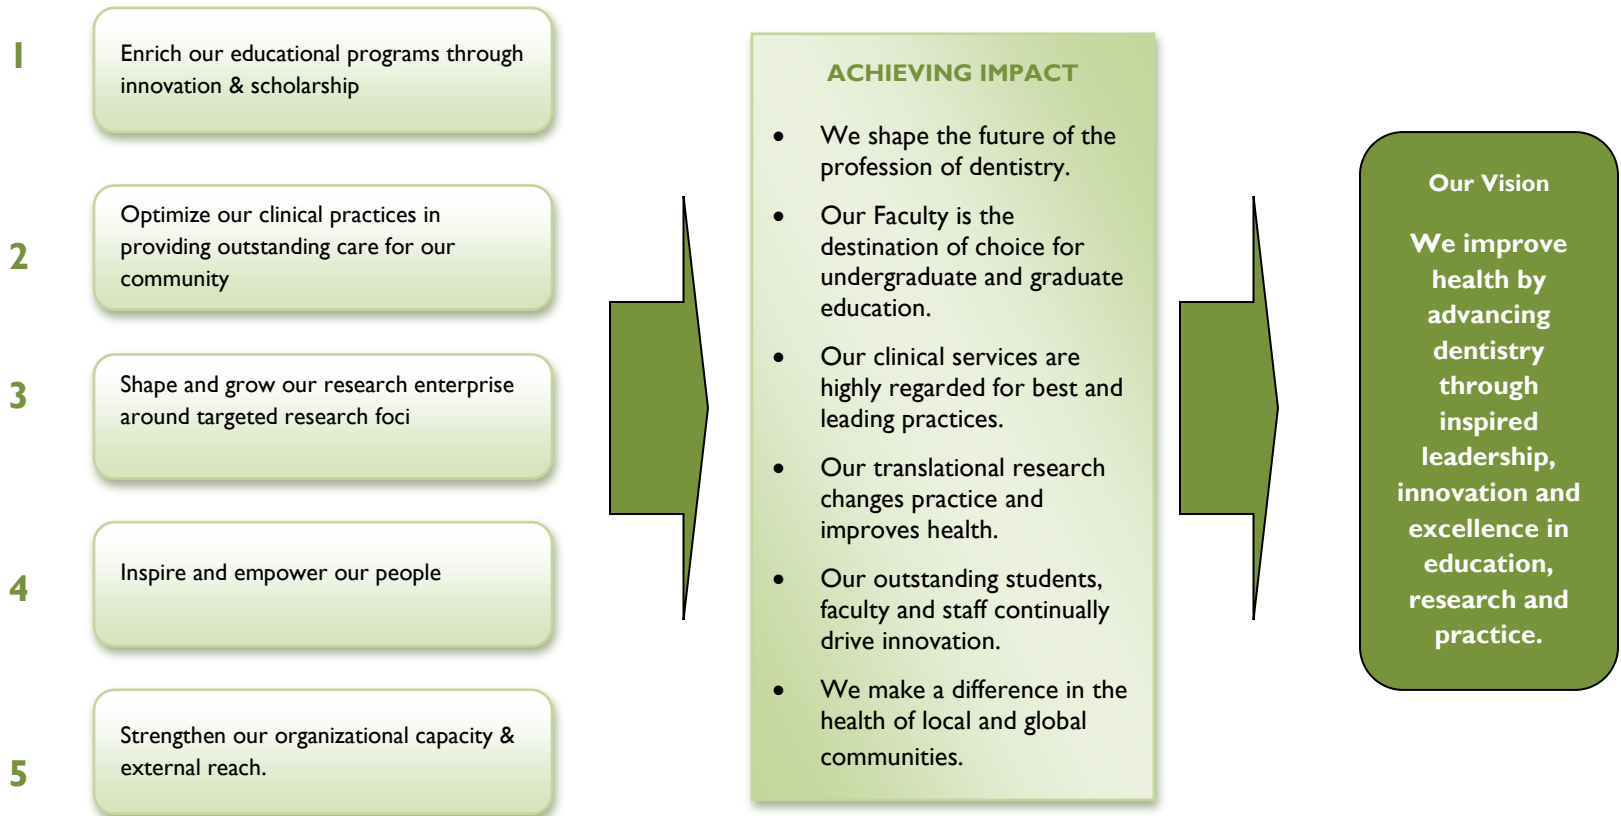 1
Enrich our educational programs through
innovation & scholarship
2
Optimize our clinical practices in
providing outstanding care for our
community
3
Shape and grow our research enterprise
around targeted research foci
4
Inspire and empower our people
5
Strengthen our organizational capacity &
external reach.
ACHIEVING IMPACT
• We shape the future of the
profession of dentistry.
• Our Faculty is the
destination of choice for
undergraduate and graduate
education.
• Our clinical services are
highly regarded for best and
leading practices.
• Our translational research
changes practice and
improves health.
• Our outstanding students,
faculty and staff continually
drive innovation.
• We make a difference in the
health of local and global
communities.
Our Vision
We improve
health by
advancing
dentistry
through
inspired
leadership,
innovation and
excellence in
education,
research and
practice.